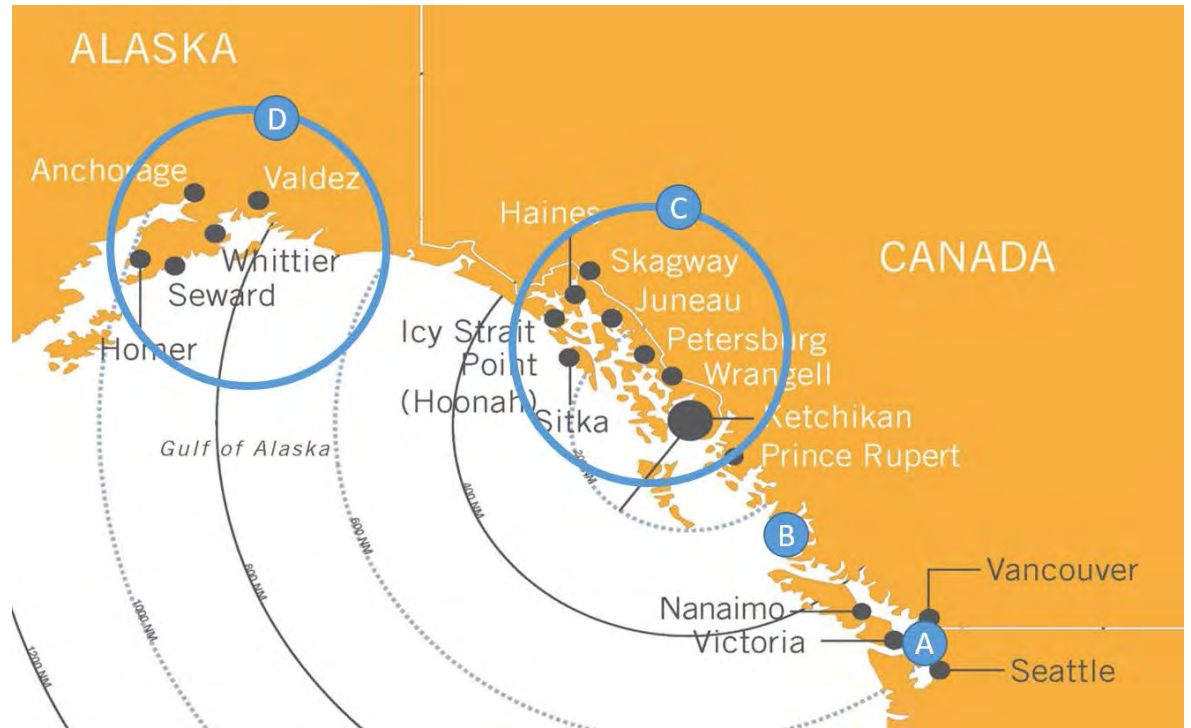 ALASKA
D
Anchorage
Valdez
Whittier
Seward
Homer
Gulf of Alaska
C
Haines
Skagway
Juneau
Icy Strait
Point
(Hoonah)
Petersburg
Wrangell
Sitka
Ketchikan
Prince Rupert
CANADA
B
Vancouver
Nanaimo
Victoria
A
Seattle
200 NM
400 NM
600 NM
800 NM
1000 NM
1200 NM